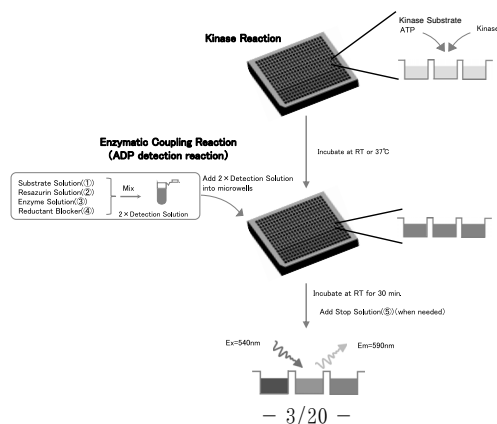 Kinase Reaction
Kinase Substrate
ATP
Kinase
Incubate at RT or 37℃
Enzymatic Coupling Reaction
(ADP detection reaction)
Substrate Solution(①)
Resazurin Solution(②)
Enzyme Solution(③)
Reductant Blocker(④)
Mix
2×Detection Solution
Add 2×Detection Solution
into microwells
Incubate at RT for 30 min.
Add Stop Solution(⑤)(when needed)
Ex=540nm
Em=590nm
- 3/20 -